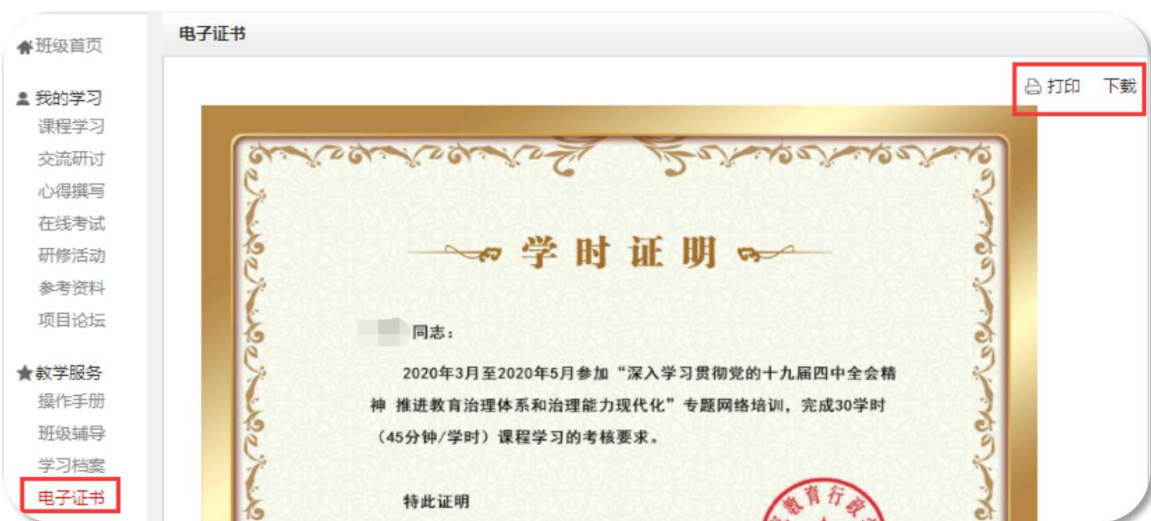 班级首页
我的学习
课程学习
交流研讨
心得撰写
在线考试
研修活动
参考资料
项目论坛
教学服务
操作手册
班级辅导
学习档案
电子证书
电子证书
打印 下载
学时证明
同志：
2020年3月至2020年5月参加“深入学习贯彻党的十九届四中全会精
神 推进教育治理体系和治理能力现代化”专题网络培训，完成30学时
（45分钟/学时）课程学习的考核要求。
特此证明
教育行政